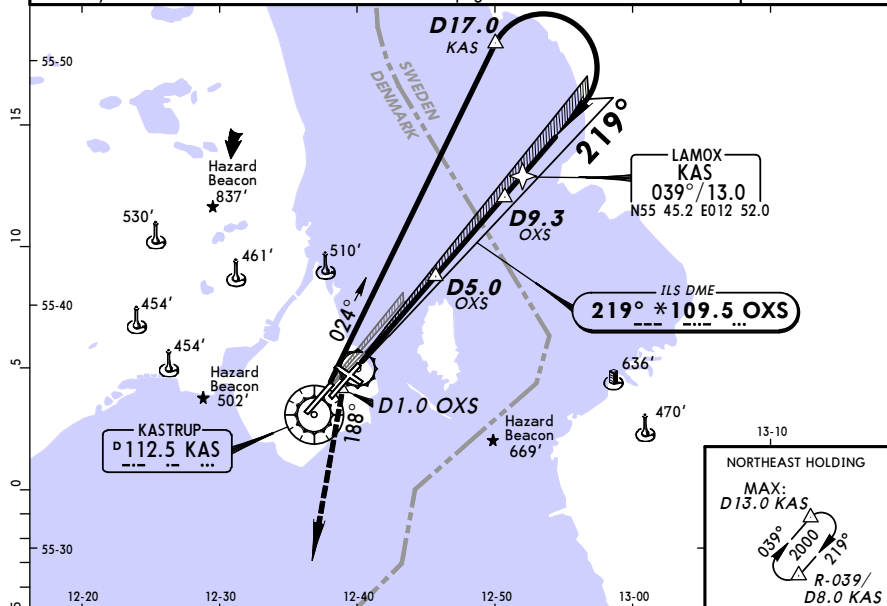 D17.0
KAS
55-50
SWEDEN
DENMARK
15
219°
Hazard
Beacon
837'
LAMOX
KAS
039°/13.0
N55 45.2 E012 52.0
530'
D9.3
OXS
10
461'
510'
D5.0
OXS
ILS DME
219° *109.5 OXS
55-40
454'
024°
454'
5
Hazard
Beacon
502'
636'
D1.0 OXS
188°
470'
KASTRUP
D 112.5 KAS
Hazard
Beacon
669'
13-10
NORTHEAST HOLDING
MAX:
D13.0 KAS
039°
2000
219°
R-039/
D8.0 KAS
0
55-30
5
12-20
12-30
12-40
12-50
13-00